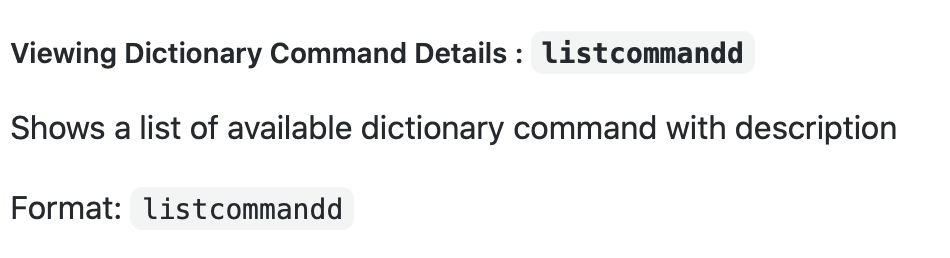 Viewing Dictionary Command Details : listcommandd
Shows a list of available dictionary command with description
Format: listcommandd